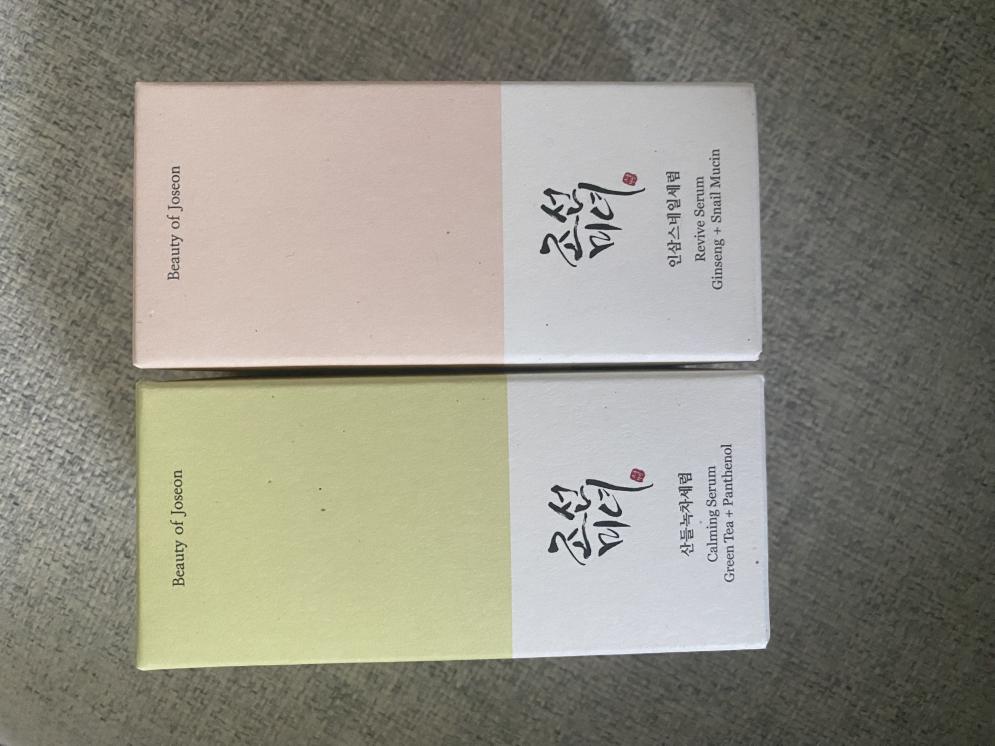 Beauty of Joseon
조선
미녀
인삼스네일세럼
Revive Serum
Ginseng + Snail Mucin
Beauty of Joseon
조선
미녀
산들녹차세럼
Calming Serum
Green Tea + Panthenol